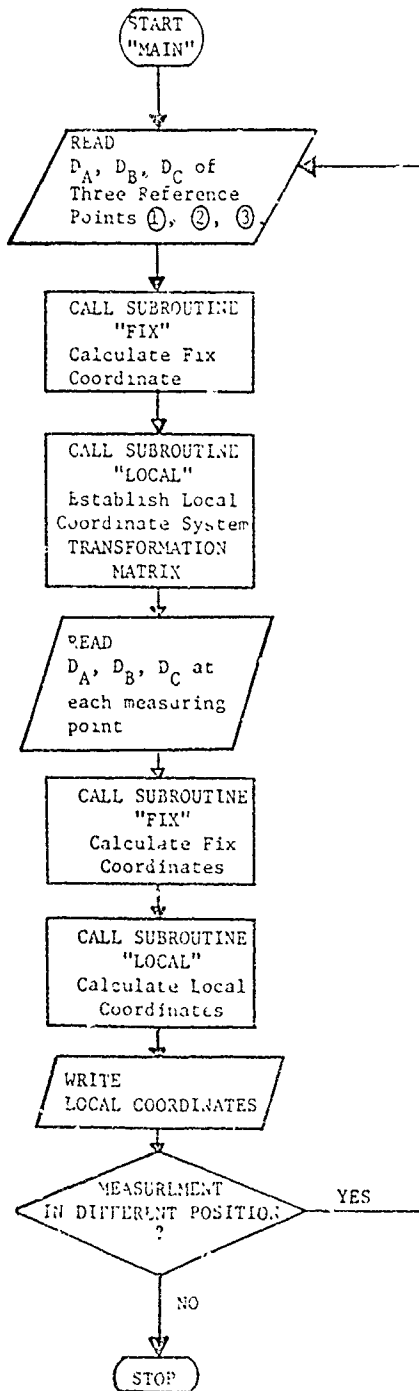 START
"MAIN"
READ
D_A, D_B, D_C of
Three Reference
Points ①, ②, ③.
CALL SUBROUTINE
"FIX"
Calculate Fix
Coordinate
CALL SUBROUTINE
"LOCAL"
Establish Local
Coordinate System
TRANSFORMATION
MATRIX
READ
D_A, D_B, D_C at
each measuring
point
CALL SUBROUTINE
"FIX"
Calculate Fix
Coordinates
CALL SUBROUTINE
"LOCAL"
Calculate Local
Coordinates
WRITE
LOCAL COORDINATES
MEASUREMENT
IN DIFFERENT POSITION
?
YES
NO
STOP